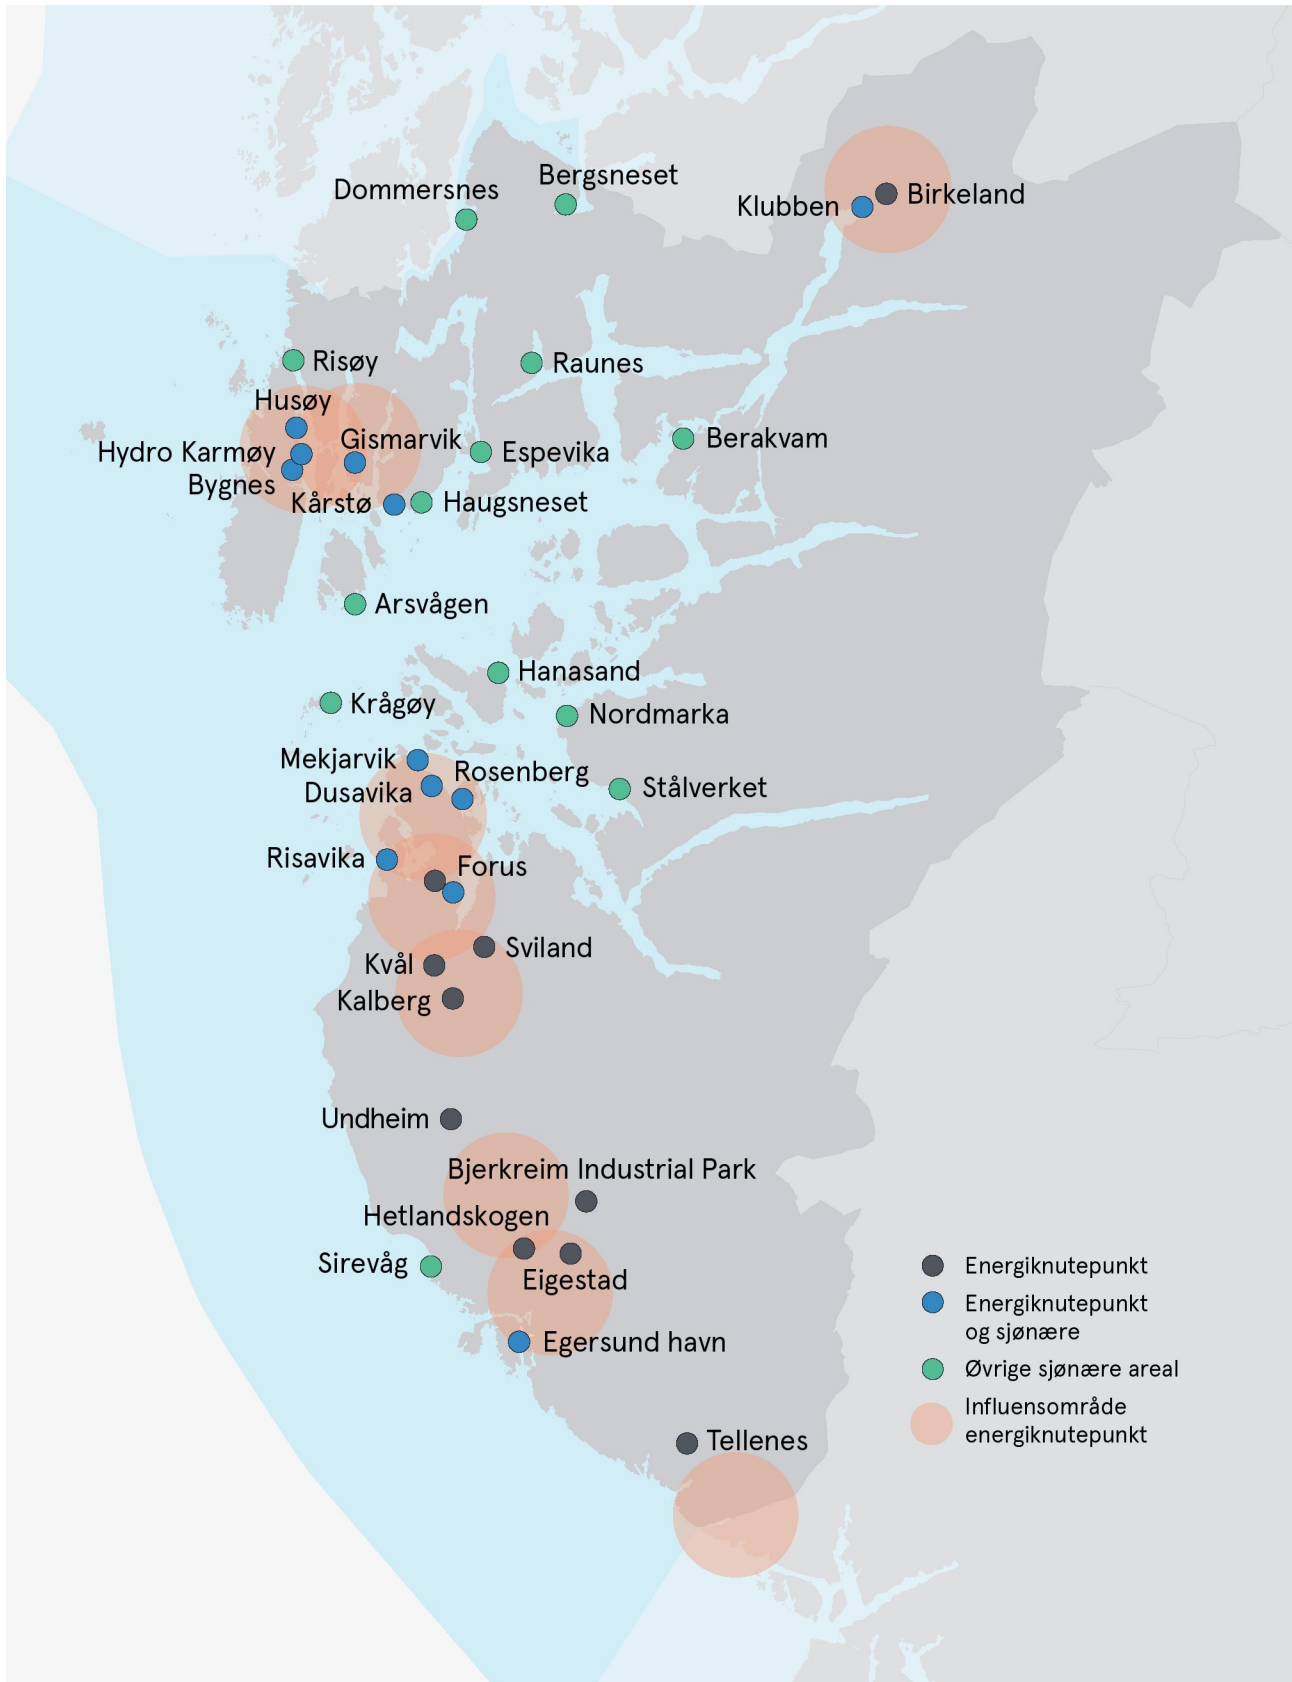 Bergsneset
Dommersnes
Birkeland
Klubben
Risøy
Raunes
Husøy
Gismarvik
Berakvam
Hydro Karmøy
Espevika
Bygnes
Kårstø
Haugsneset
Arsvågen
Hanasand
Krågøy
Nordmarka
Mekjarvik
Rosenberg
Dusavika
Stålverket
Risavika
Forus
Sviland
Kvål
Kalberg
Undheim
Bjerkreim Industrial Park
Hetlandskogen
Sirevåg
Eigestad
Egersund havn
Tellenes
Energiknutepunkt
Energiknutepunkt
og sjønære
Øvrige sjønære areal
Influensområde
energiknutepunkt